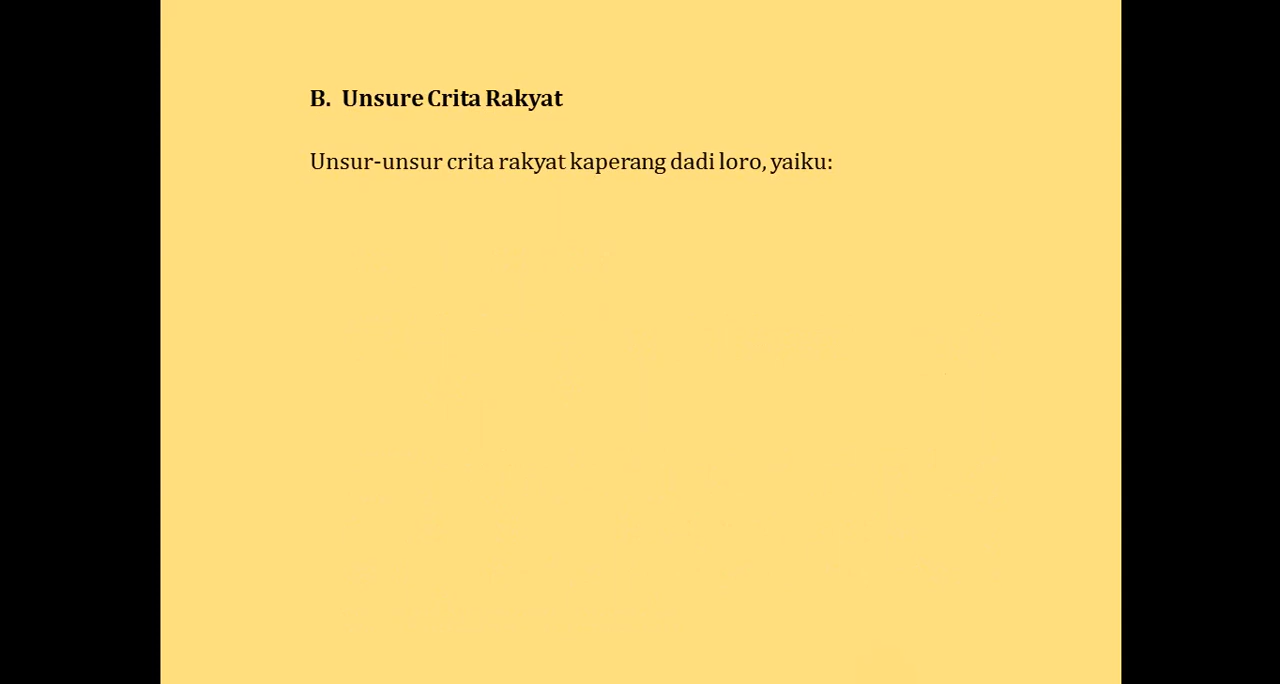 B. Unsure Crita Rakyat
Unsur-unsur crita rakyat kaperang dadi loro, yaiku: